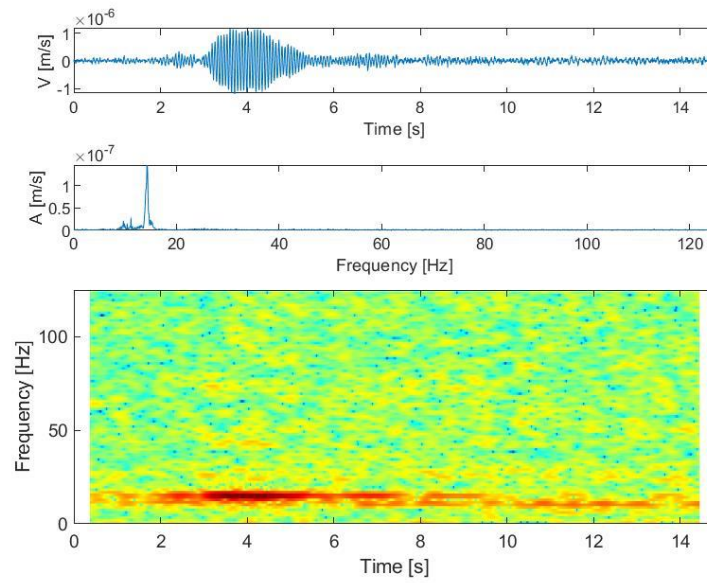 ×10-6
V [m/s]
1
0
-1
0 2 4 6 8 10 12 14
Time [s]
×10-7
A [m/s]
1
0.5
0
0 20 40 60 80 100 120
Frequency [Hz]
Frequency [Hz]
100
50
0
0 2 4 6 8 10 12 14
Time [s]